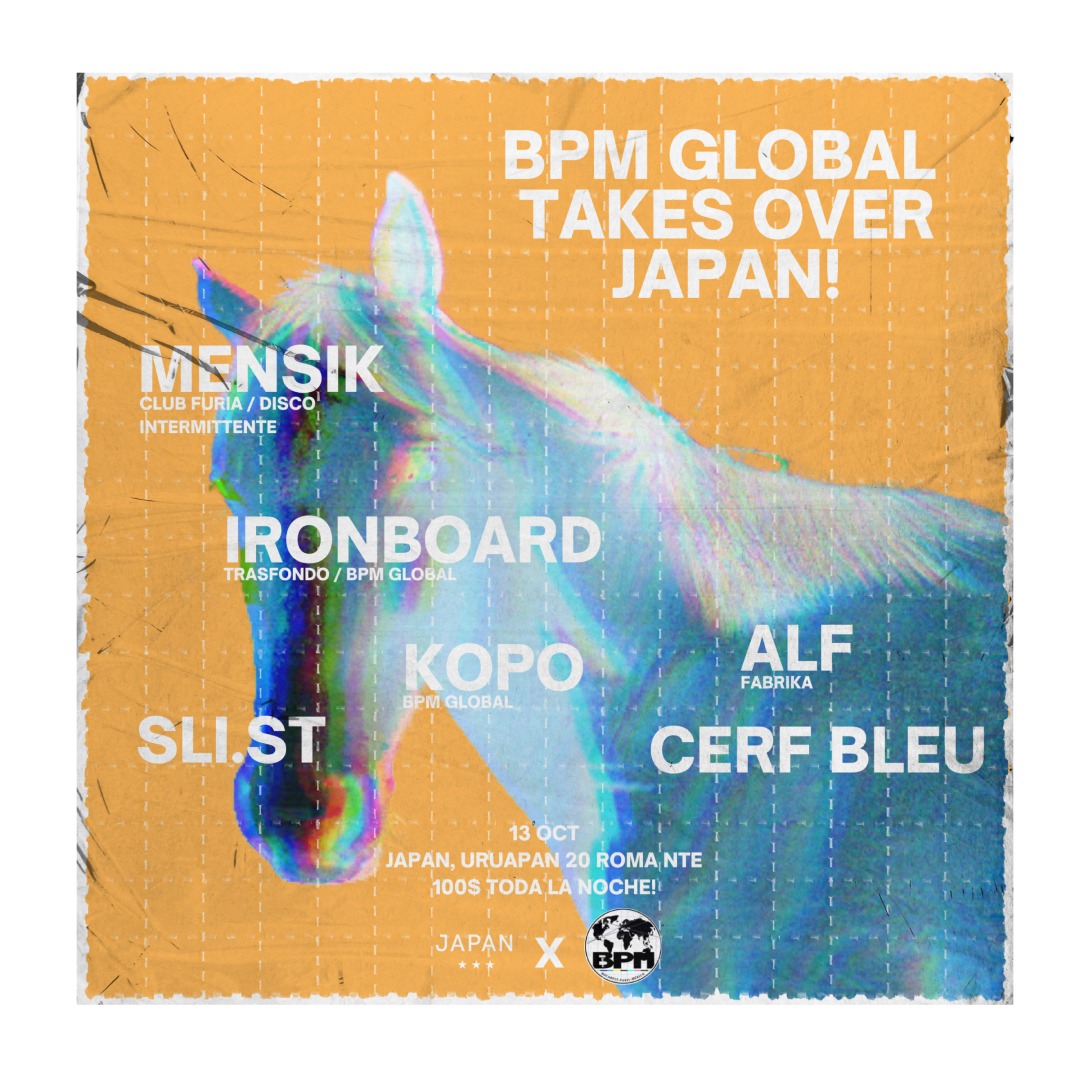 BPM GLOBAL
TAKES OVER
JAPAN!
MENSIK
CLUB FURIA / DISCO
INTERMITTENTE
IRONBOARD
TRASFONDO / BPM GLOBAL
KOPO
BPM GLOBAL
ALF
FABRIKA
SLI.ST
CERF BLEU
13 OCT
JAPAN, URUAPAN 20 ROMA NTE
100$ TODA LA NOCHE!
JAPAN
X
BPM